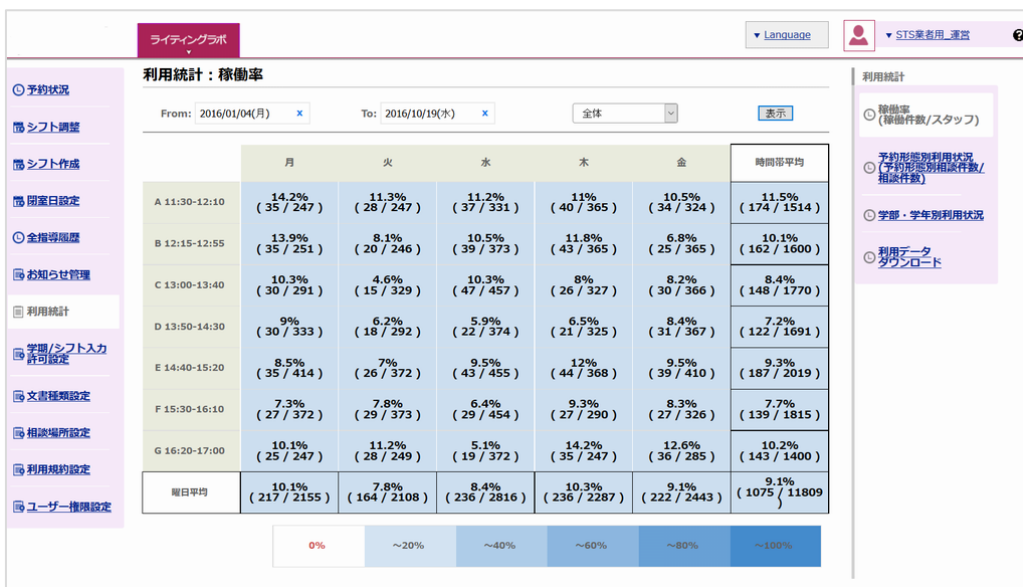 ライティングラボ
▼ Language
▼ STS業者用_運営
予約状況
シフト調整
シフト作成
閉室日設定
全指導履歴
お知らせ管理
利用統計
学期/シフト入力
許可設定
文書種類設定
相談場所設定
利用規約設定
ユーザー権限設定
利用統計：稼働率
From: 2016/01/04(月) x To: 2016/10/19(水) x 全体 表示
月 火 水 木 金 時間帯平均
A 11:30-12:10 14.2% 11.3% 11.2% 11% 10.5% 11.5%
( 35 / 247 ) ( 28 / 247 ) ( 37 / 331 ) ( 40 / 365 ) ( 34 / 324 ) ( 174 / 1514 )
B 12:15-12:55 13.9% 8.1% 10.5% 11.8% 6.8% 10.1%
( 35 / 251 ) ( 20 / 246 ) ( 39 / 373 ) ( 43 / 365 ) ( 25 / 365 ) ( 162 / 1600 )
C 13:00-13:40 10.3% 4.6% 10.3% 8% 8.2% 8.4%
( 30 / 291 ) ( 15 / 329 ) ( 47 / 457 ) ( 26 / 327 ) ( 30 / 366 ) ( 148 / 1770 )
D 13:50-14:30 9% 6.2% 5.9% 6.5% 8.4% 7.2%
( 30 / 333 ) ( 18 / 292 ) ( 22 / 374 ) ( 21 / 325 ) ( 31 / 367 ) ( 122 / 1691 )
E 14:40-15:20 8.5% 7% 9.5% 12% 9.5% 9.3%
( 35 / 414 ) ( 26 / 372 ) ( 43 / 455 ) ( 44 / 368 ) ( 39 / 410 ) ( 187 / 2019 )
F 15:30-16:10 7.3% 7.8% 6.4% 9.3% 8.3% 7.7%
( 27 / 372 ) ( 29 / 373 ) ( 29 / 454 ) ( 27 / 290 ) ( 27 / 326 ) ( 139 / 1815 )
G 16:20-17:00 10.1% 11.2% 5.1% 14.2% 12.6% 10.2%
( 25 / 247 ) ( 28 / 249 ) ( 19 / 372 ) ( 35 / 247 ) ( 36 / 285 ) ( 143 / 1400 )
曜日平均 10.1% 7.8% 8.4% 10.3% 9.1% 9.1%
( 217 / 2155 ) ( 164 / 2108 ) ( 236 / 2816 ) ( 236 / 2287 ) ( 222 / 2443 ) ( 1075 / 11809
)
0% ～20% ～40% ～60% ～80% ～100%
利用統計
稼働率
(稼働件数/スタッフ)
予約形態別利用状況
(予約形態別相談件数/
相談件数)
学部・学年別利用状況
利用データ
ダウンロード